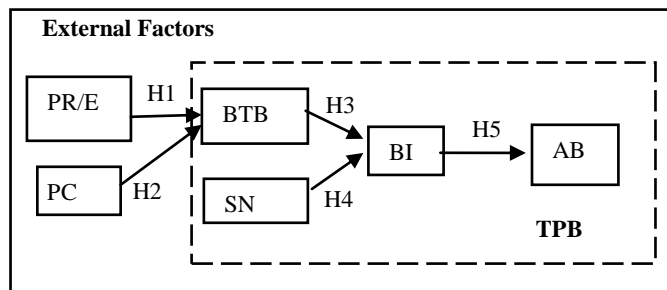 External Factors
PR/E
H1
BTB
H3
BI
H5
AB
PC
H2
SN
H4
TPB